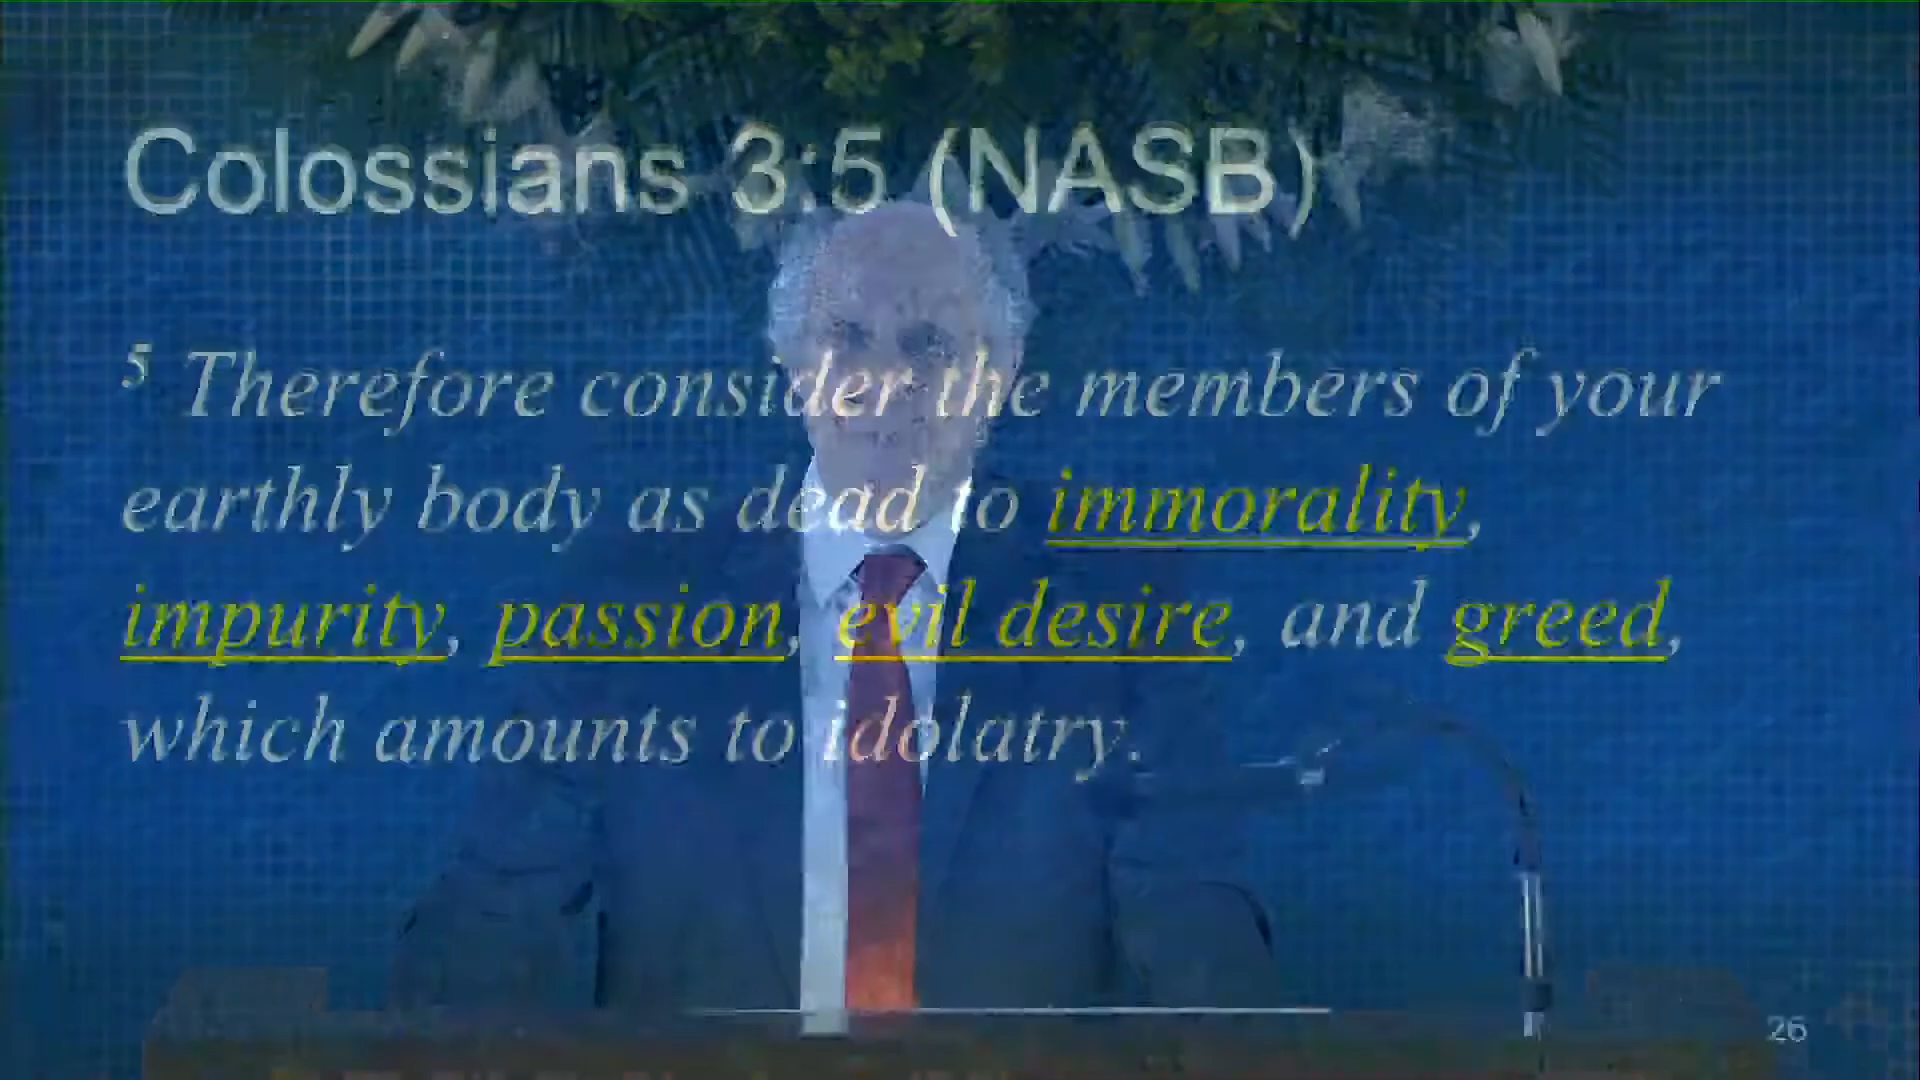 Colossians 3:5 (NASB)
5 Therefore consider the members of your
earthly body as dead to immorality,
impurity, passion, evil desire, and greed,
which amounts to idolatry.
26